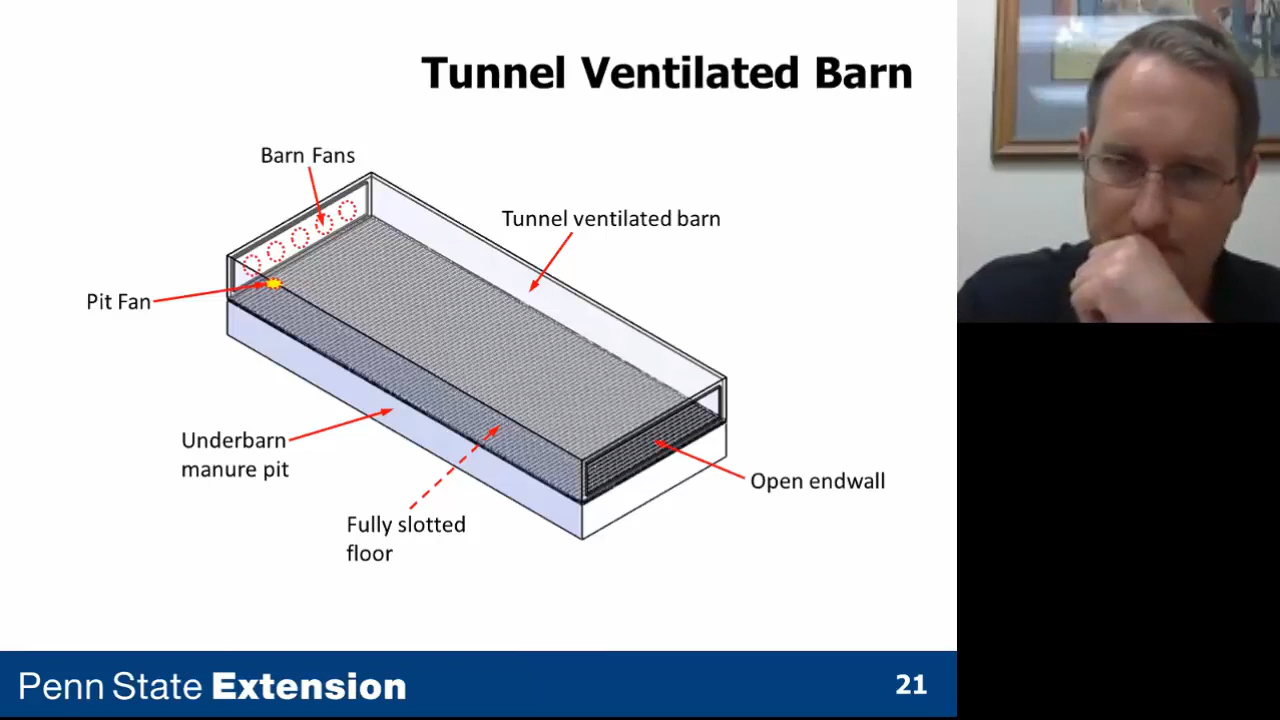 Tunnel Ventilated Barn
Barn Fans
Tunnel ventilated barn
Pit Fan
Underbarn
manure pit
Open endwall
Fully slotted
floor
Penn State Extension
21